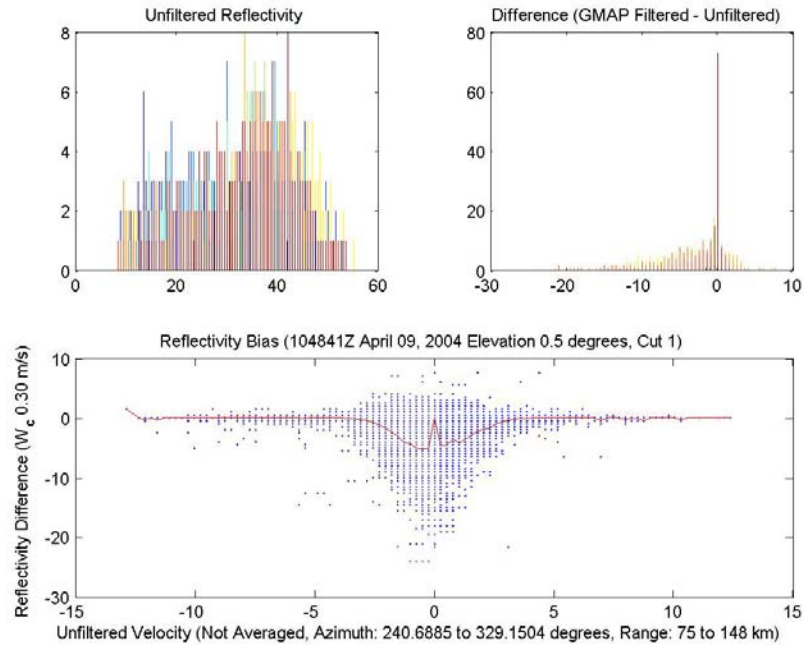 Unfiltered Reflectivity
8
6
4
2
0
0 20 40 60
Difference (GMAP Filtered - Unfiltered)
80
60
40
20
0
-30 -20 -10 0 10
Reflectivity Bias (104841Z April 09, 2004 Elevation 0.5 degrees, Cut 1)
Reflectivity Difference (Wc 0.30 m/s)
10
0
-10
-20
-30
-15 -10 -5 0 5 10 15
Unfiltered Velocity (Not Averaged, Azimuth: 240.6885 to 329.1504 degrees, Range: 75 to 148 km)